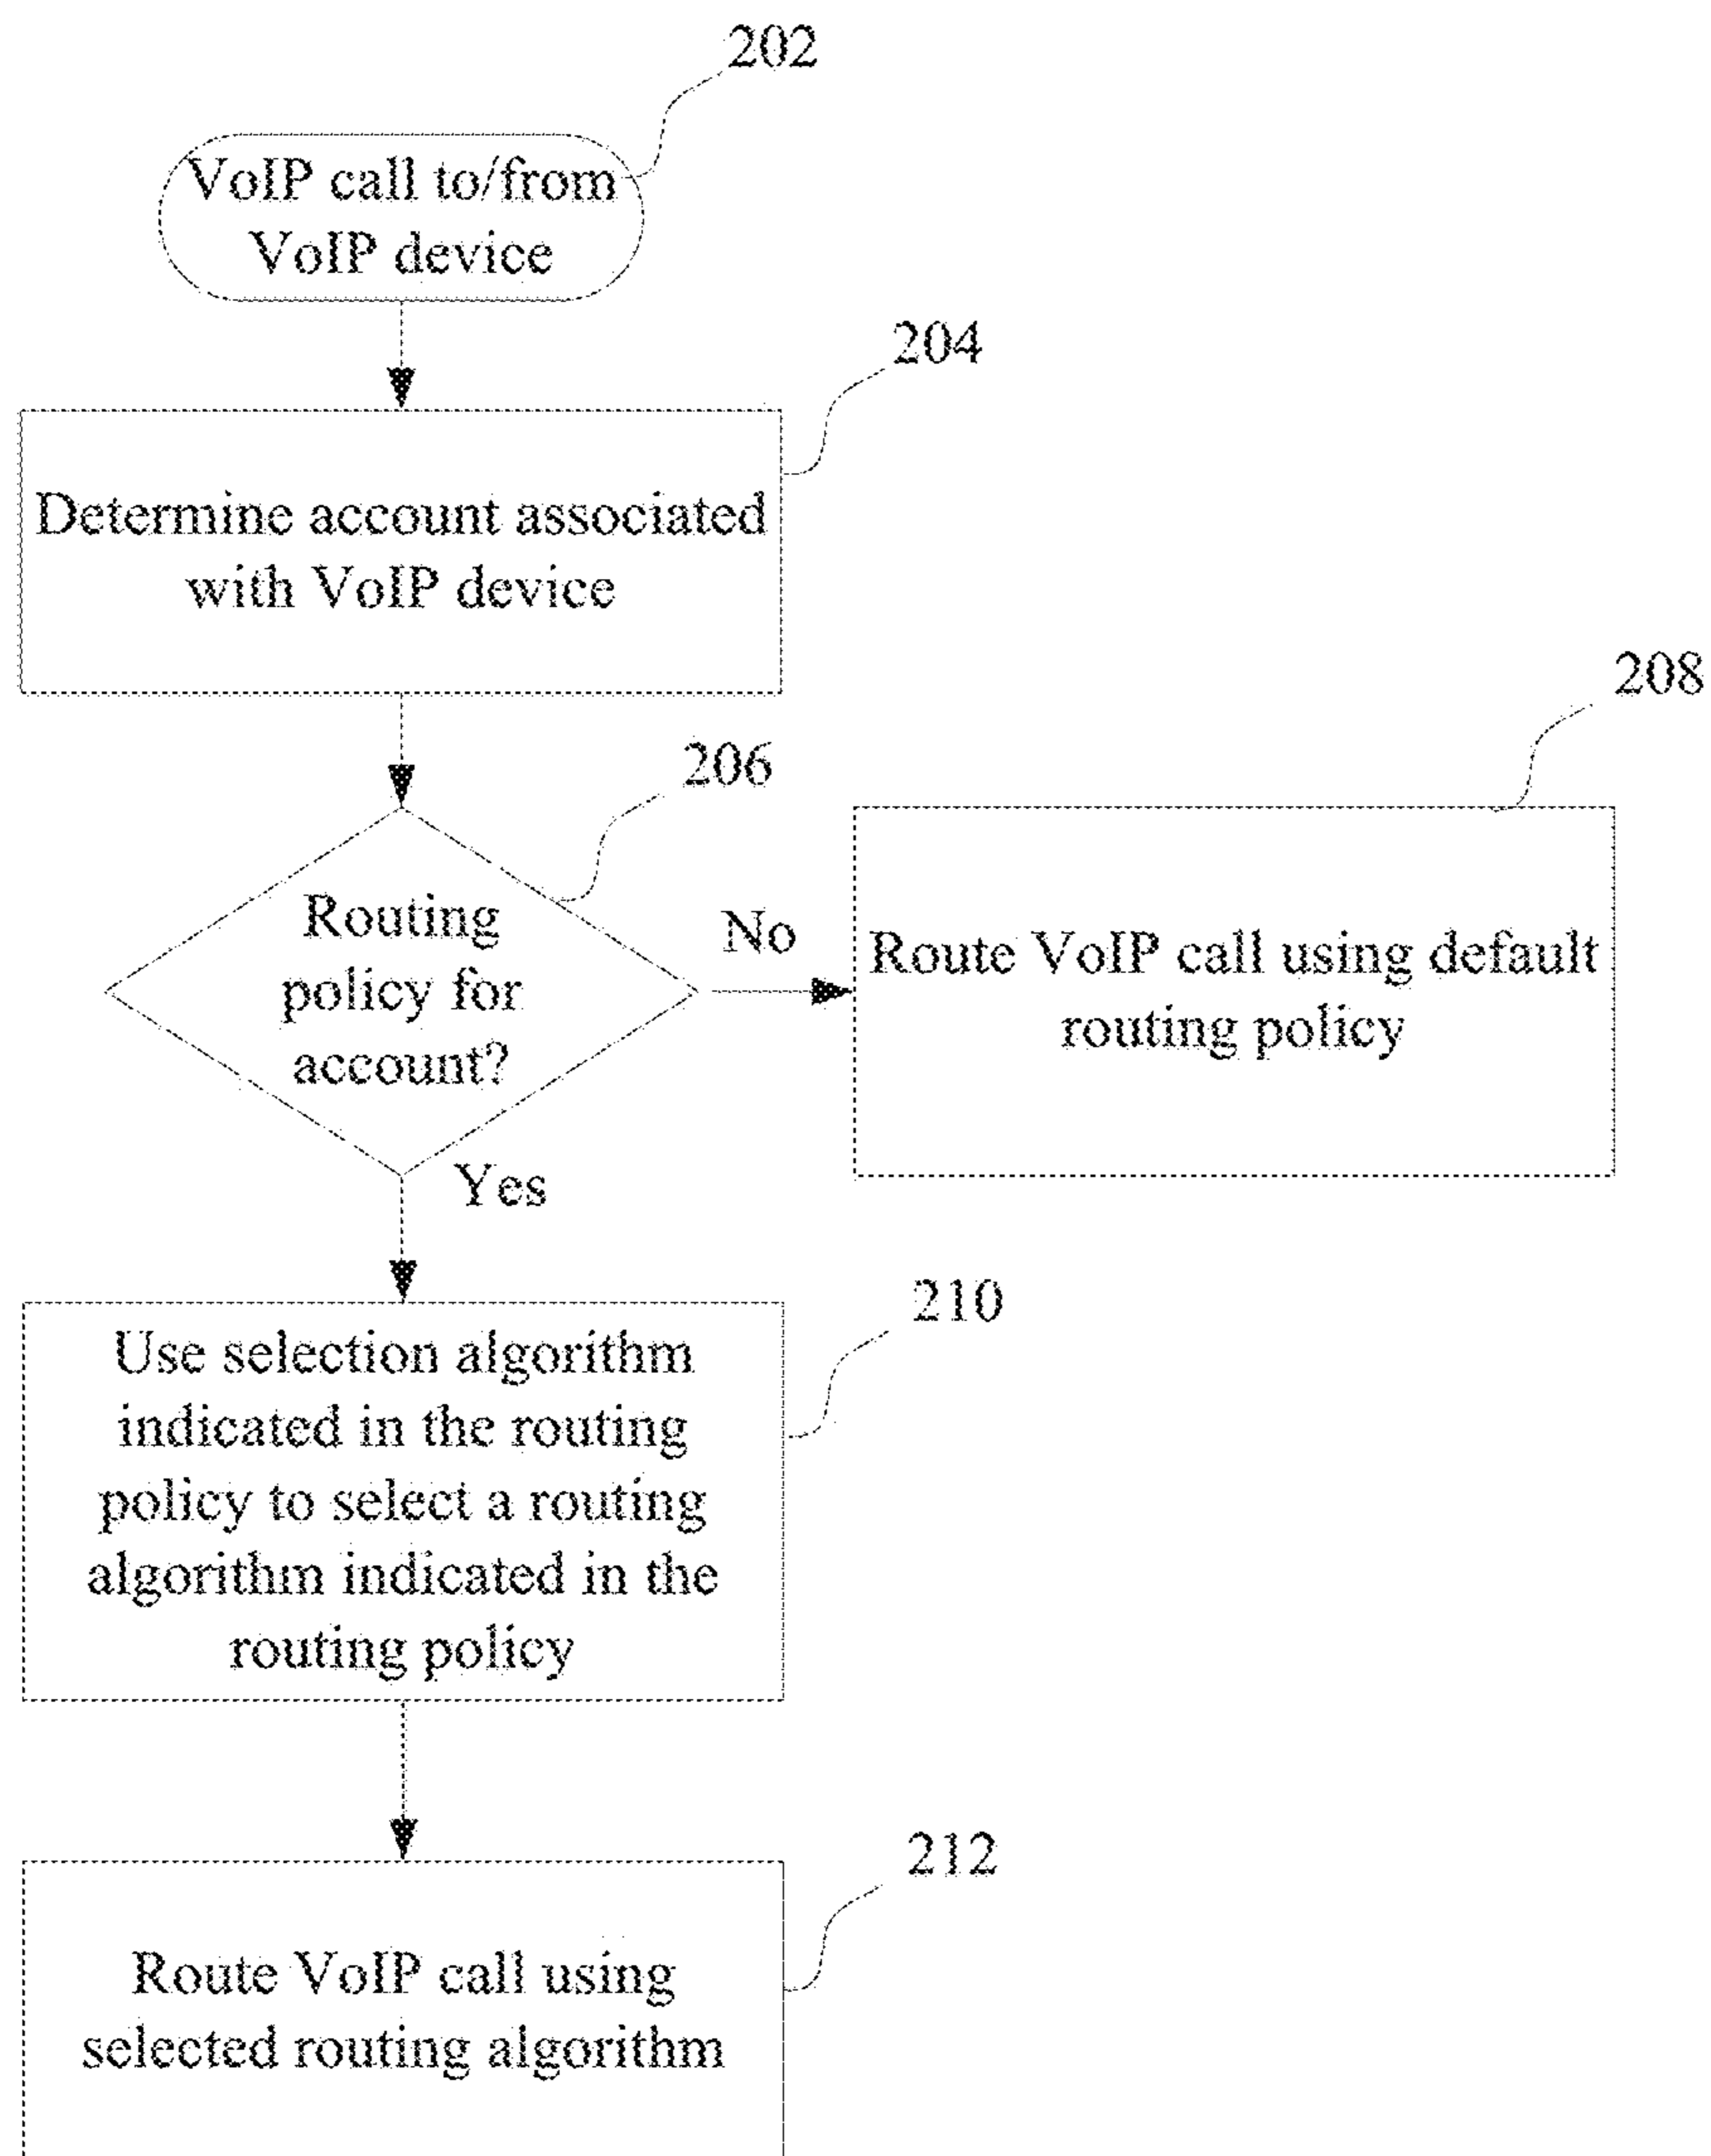 202
VoIP call to/from
VoIP device
204
Determine account associated
with VoIP device
206
208
Routing
policy for
account?
No
Route VoIP call using default
routing policy
Yes
210
Use selection algorithm
indicated in the routing
policy to select a routing
algorithm indicated in the
routing policy
212
Route VoIP call using
selected routing algorithm